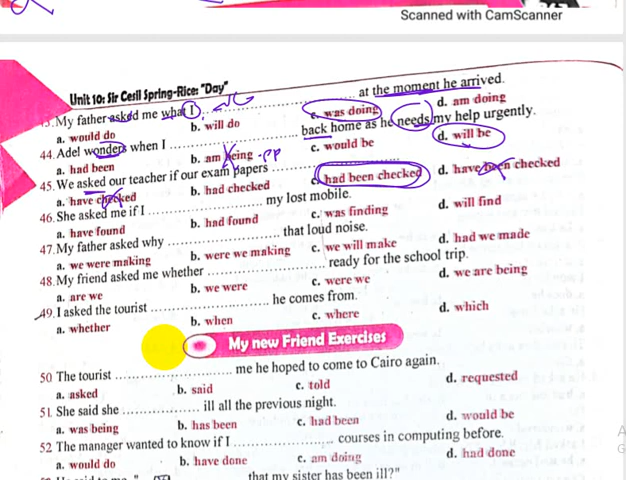 Scanned with CamScanner
Unit 10: Sir Cesil Spring-Rice: "Day"
My father asked me what I ........................ at the moment he arrived.
a. would do b. will do c. was doing d. am doing
44. Adel wonders when I ........................ back home as he needs my help urgently.
a. had been b. am being - PP c. would be d. will be
45. We asked our teacher if our exam papers ........................
a. have checked b. had checked c. had been checked d. have been checked
46. She asked me if I ........................ my lost mobile.
a. have found b. had found c. was finding d. will find
47. My father asked why ........................ that loud noise.
a. we were making b. were we making c. we will make d. had we made
48. My friend asked me whether ........................ ready for the school trip.
a. are we b. we were c. were we d. we are being
49. I asked the tourist ........................ he comes from.
a. whether b. when c. where d. which
My new Friend Exercises
50 The tourist ........................ me he hoped to come to Cairo again.
a. asked b. said c. told d. requested
51. She said she ........................ ill all the previous night.
a. was being b. has been c. had been d. would be
52 The manager wanted to know if I ........................ courses in computing before.
a. would do b. have done c. am doing d. had done
that my sister has been ill?"